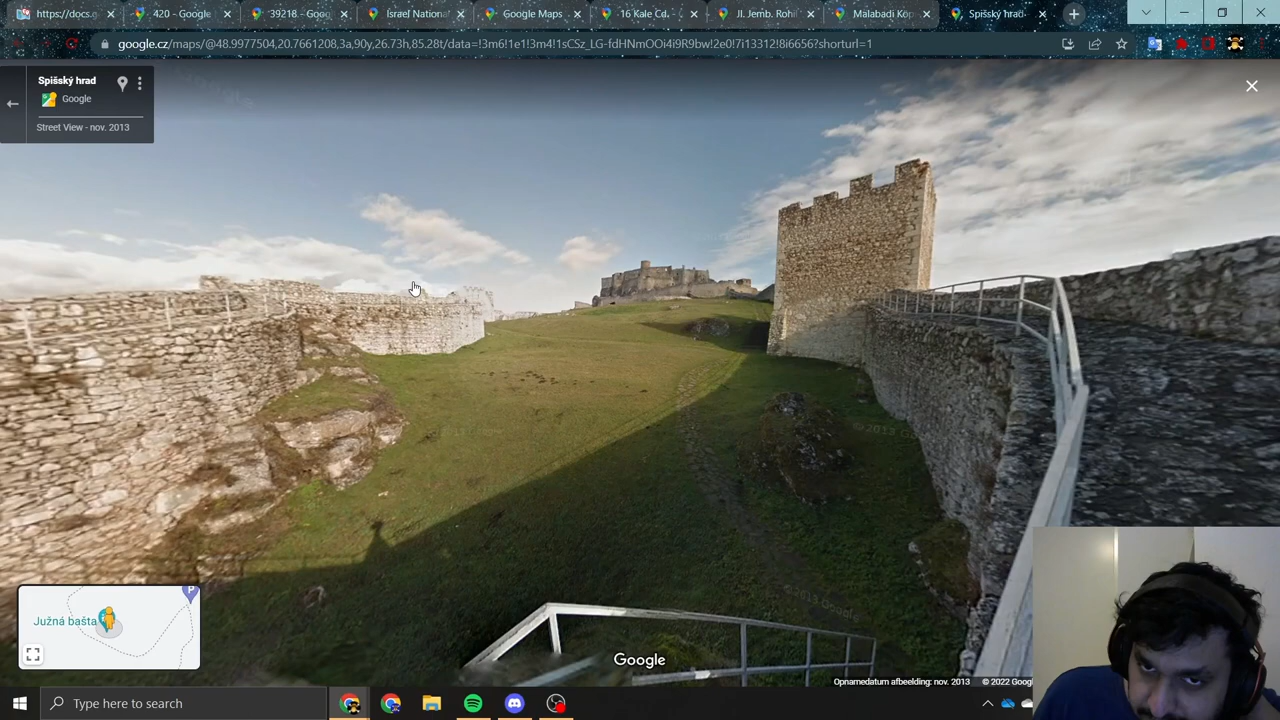 https://docs.g
420 - Google
39218 - Goo
Israel Nationa
Google Maps
16 Kale Cd. -
Jl. Jemb. Rohi
Malabadi Köp
Spišský hrad
google.cz/maps/@48.9977504,20.7661208,3a,90y,26.73h,85.28t/data=!3m6!1e1!3m4!1sCSz_LG-fdHNmOOi4i9R9bw!2e0!7i13312!8i6656?shorturl=1
Spišský hrad
Google
Street View - nov. 2013
Južná bašta
P
Google
Opnamedatum afbeelding: nov. 2013 © 2022 Goog
Type here to search